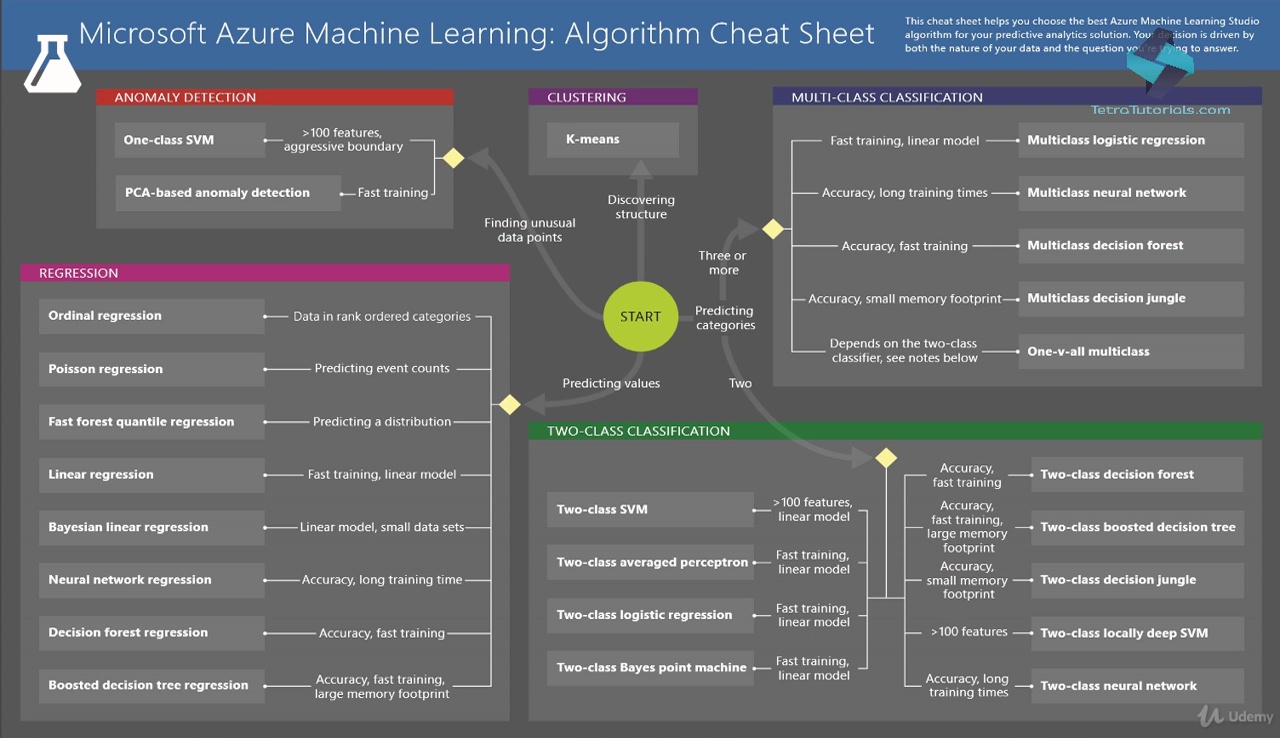 Microsoft Azure Machine Learning: Algorithm Cheat Sheet
This cheat sheet helps you choose the best Azure Machine Learning Studio
algorithm for your predictive analytics solution. Your decision is driven by
both the nature of your data and the question you're trying to answer.
TetraTutorials.com
ANOMALY DETECTION
One-class SVM
>100 features,
aggressive boundary
PCA-based anomaly detection
Fast training
CLUSTERING
K-means
MULTI-CLASS CLASSIFICATION
Fast training, linear model
Multiclass logistic regression
Accuracy, long training times
Multiclass neural network
Accuracy, fast training
Multiclass decision forest
Accuracy, small memory footprint
Multiclass decision jungle
Depends on the two-class
classifier, see notes below
One-v-all multiclass
Finding unusual
data points
Discovering
structure
Three or
more
START
Predicting
categories
Predicting values
Two
REGRESSION
Ordinal regression
Data in rank ordered categories
Poisson regression
Predicting event counts
Fast forest quantile regression
Predicting a distribution
Linear regression
Fast training, linear model
Bayesian linear regression
Linear model, small data sets
Neural network regression
Accuracy, long training time
Decision forest regression
Accuracy, fast training
Boosted decision tree regression
Accuracy, fast training,
large memory footprint
TWO-CLASS CLASSIFICATION
Two-class SVM
>100 features,
linear model
Two-class averaged perceptron
Fast training,
linear model
Two-class logistic regression
Fast training,
linear model
Two-class Bayes point machine
Fast training,
linear model
Accuracy,
fast training
Two-class decision forest
Accuracy,
fast training,
large memory
footprint
Two-class boosted decision tree
Accuracy,
small memory
footprint
Two-class decision jungle
>100 features
Two-class locally deep SVM
Accuracy, long
training times
Two-class neural network
Udemy